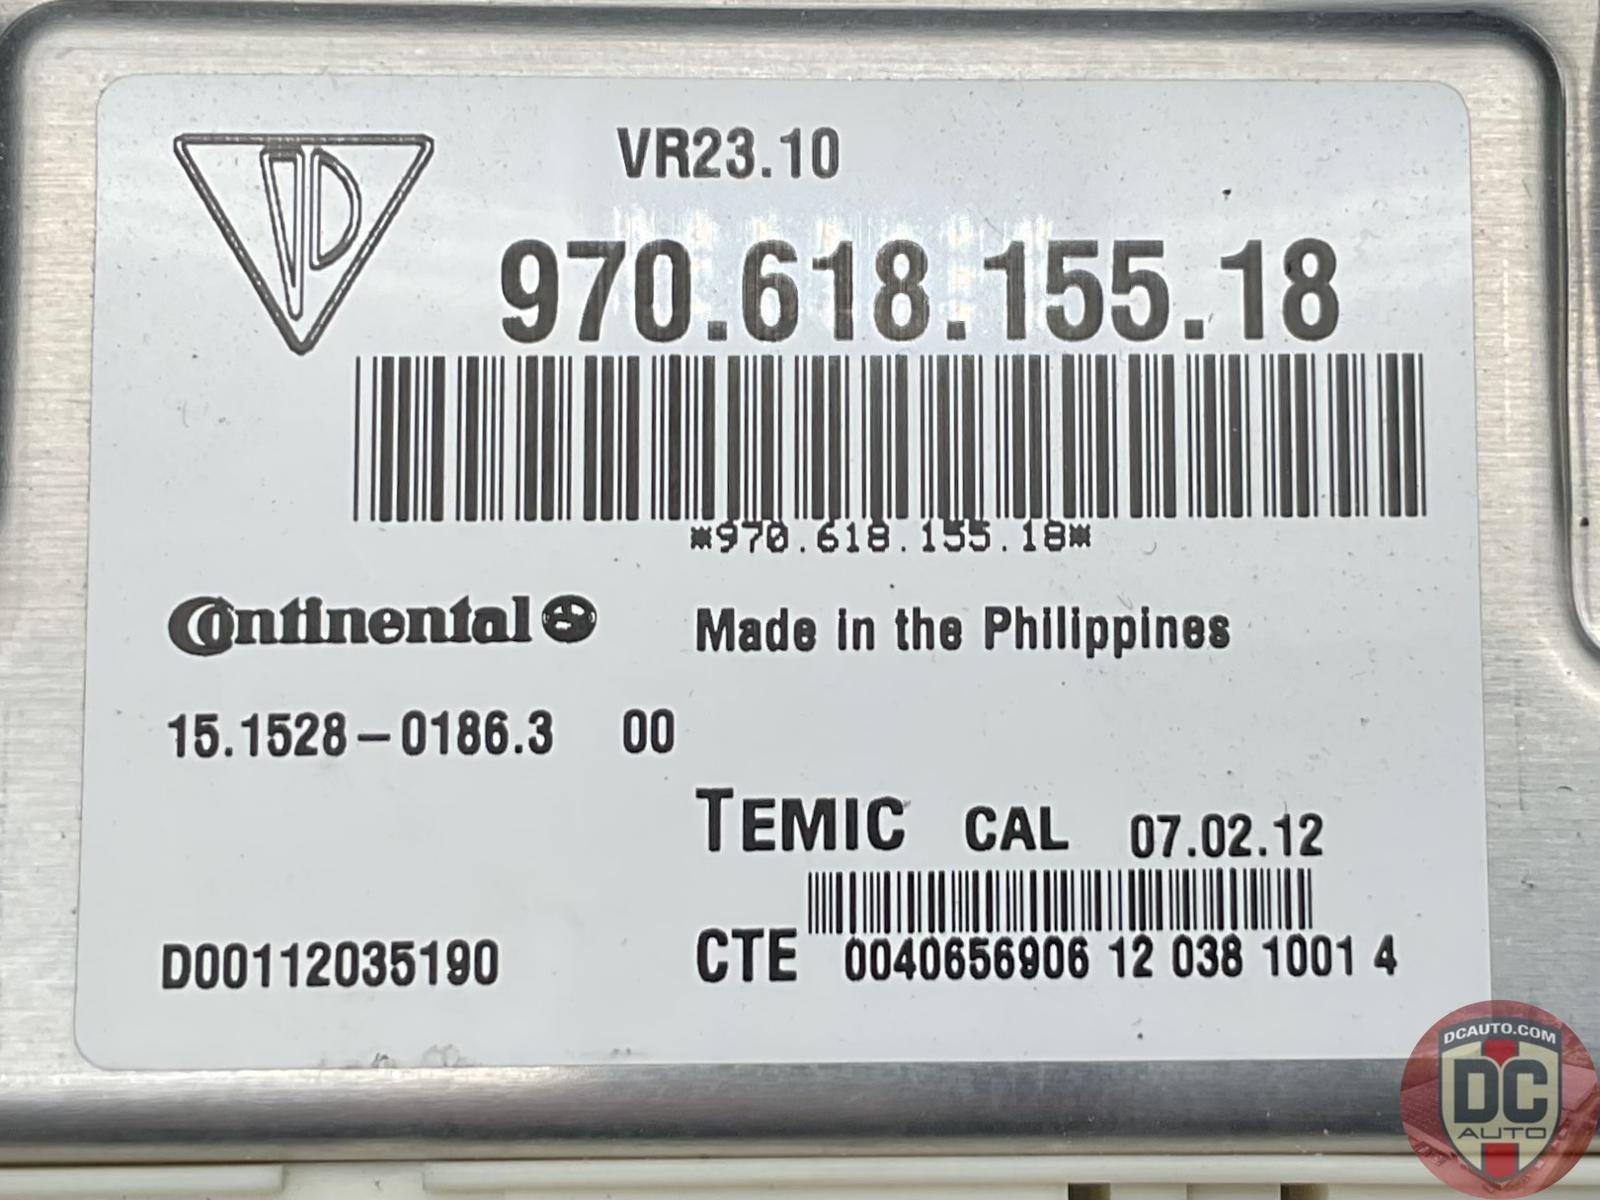 VR23.10
970.618.155.18
*970.618.155.18*
Continental
Made in the Philippines
15.1528-0186.3 00
TEMIC CAL 07.02.12
D00112035190
CTE 0040656906 12 038 1001 4
DCAUTO.COM
DC
AUTO